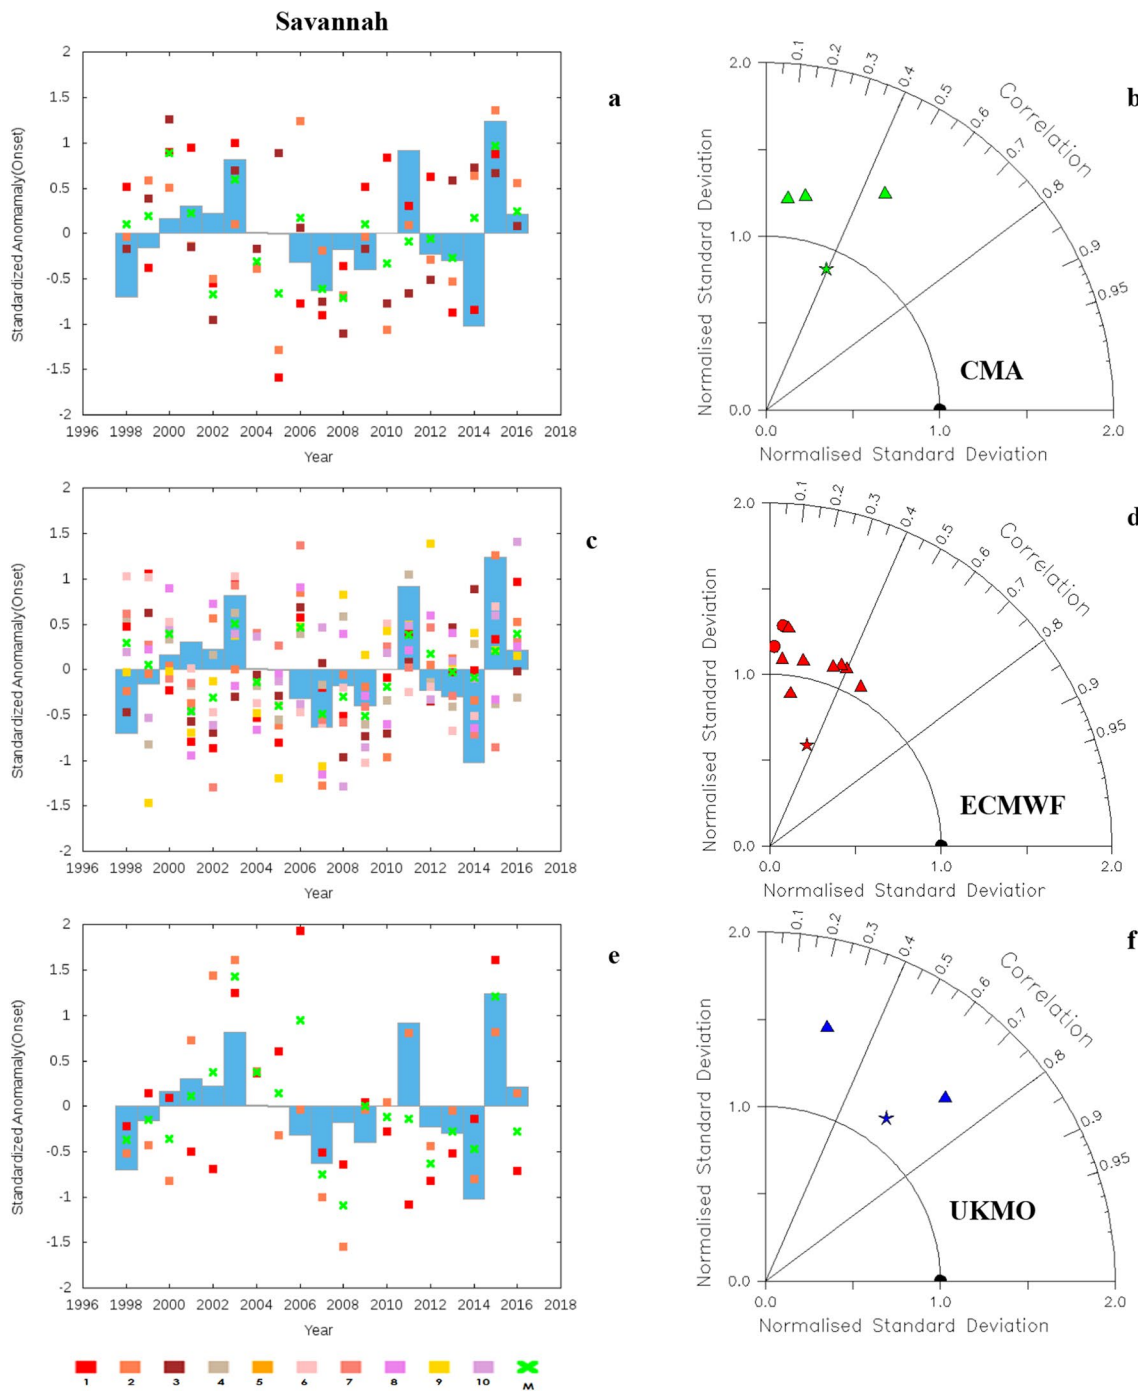 Savannah
a
2
1.5
1
0.5
0
-0.5
-1
-1.5
-2
Standardized Anomamaly(Onset)
1996 1998 2000 2002 2004 2006 2008 2010 2012 2014 2016 2018
Year
b
2.0
1.0
0.0
Normalised Standard Deviation
0.1 0.2 0.3 0.4 0.5 0.6 0.7 0.8 0.9 0.95
Correlation
CMA
0.0 1.0 2.0
Normalised Standard Deviation
c
2
1.5
1
0.5
0
-0.5
-1
-1.5
-2
Standardized Anomamaly(Onset)
1996 1998 2000 2002 2004 2006 2008 2010 2012 2014 2016 2018
Year
d
2.0
1.0
0.0
Normalised Standard Deviation
0.1 0.2 0.3 0.4 0.5 0.6 0.7 0.8 0.9 0.95
Correlation
ECMWF
0.0 1.0 2.0
Normalised Standard Deviatior
e
2
1.5
1
0.5
0
-0.5
-1
-1.5
-2
Standardized Anomamaly(Onset)
1996 1998 2000 2002 2004 2006 2008 2010 2012 2014 2016 2018
Year
f
2.0
1.0
0.0
Normalised Standard Deviation
0.1 0.2 0.3 0.4 0.5 0.6 0.7 0.8 0.9 0.95
Correlation
UKMO
0.0 1.0 2.0
Normalised Standard Deviation
1 2 3 4 5 6 7 8 9 10 M